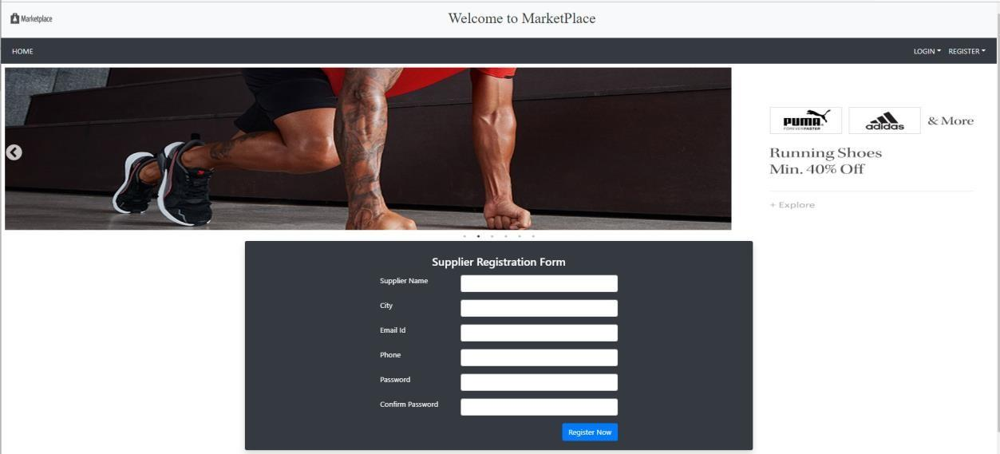 Marketplace
Welcome to MarketPlace
HOME
LOGIN REGISTER
PUMA
FOREVER FASTER
adidas
& More
Running Shoes
Min. 40% Off
+ Explore
Supplier Registration Form
Supplier Name
City
Email Id
Phone
Password
Confirm Password
Register Now